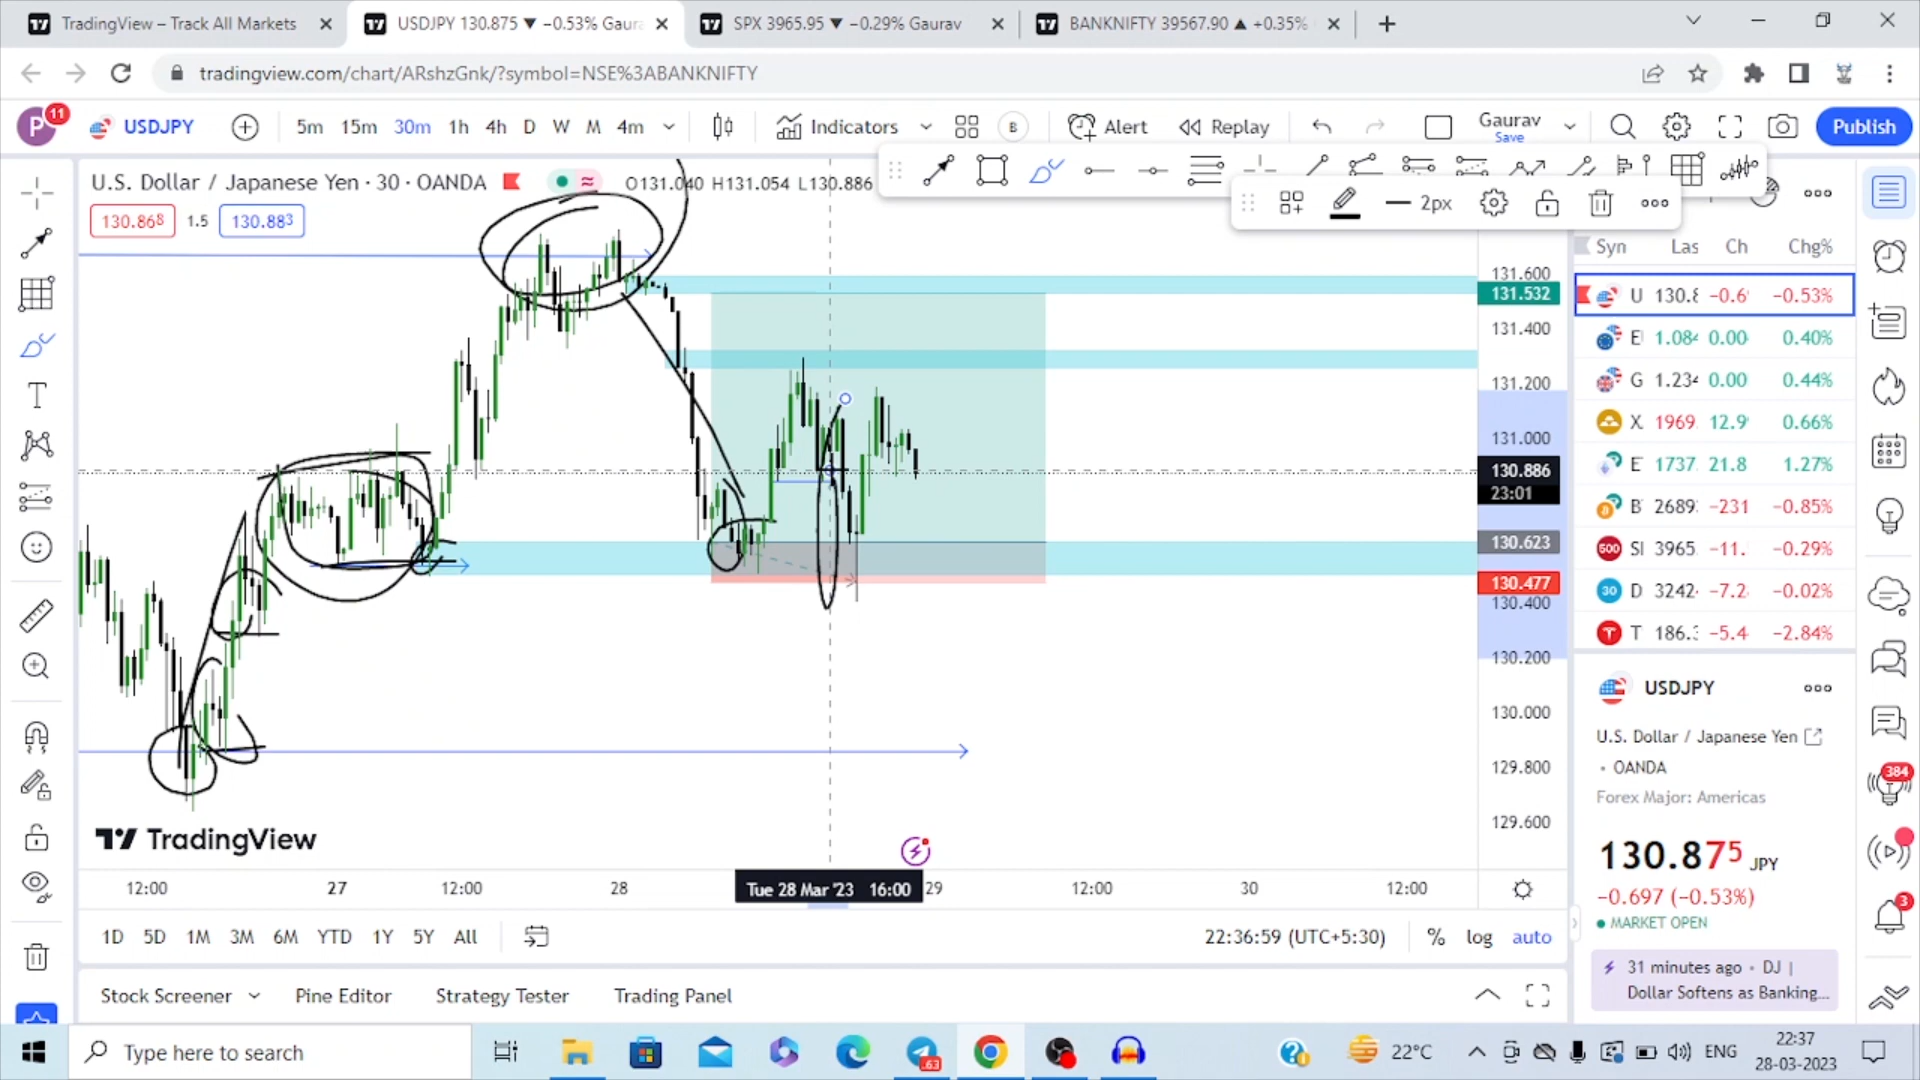 TradingView – Track All Markets
USDJPY 130.875 ▼ −0.53% Gaura
SPX 3965.95 ▼ −0.29% Gaurav
BANKNIFTY 39567.90 ▲ +0.35%
tradingview.com/chart/ARshzGnk/?symbol=NSE%3ABANKNIFTY
P
11
USDJPY
5m 15m 30m 1h 4h D W M 4m
Indicators
B
Alert
Replay
Gaurav
Save
Publish
U.S. Dollar / Japanese Yen · 30 · OANDA
O131.040 H131.054 L130.886
130.868 1.5 130.883
2px
Syn Las Ch Chg%
U 130.8 −0.6 −0.53%
E 1.084 0.00 0.40%
G 1.234 0.00 0.44%
X 1969. 12.9 0.66%
E 1737. 21.8 1.27%
B 2689 −231 −0.85%
500 SI 3965. −11. −0.29%
30 D 3242 −7.2 −0.02%
T 186.3 −5.4 −2.84%
131.600
131.532
131.400
131.200
131.000
130.886
23:01
130.623
130.477
130.400
130.200
130.000
129.800
129.600
USDJPY
U.S. Dollar / Japanese Yen
• OANDA
Forex Major: Americas
130.875 JPY
−0.697 (−0.53%)
MARKET OPEN
31 minutes ago • DJ |
Dollar Softens as Banking...
384
3
TradingView
12:00 27 12:00 28 Tue 28 Mar '23 16:00 29 12:00 30 12:00
1D 5D 1M 3M 6M YTD 1Y 5Y All
22:36:59 (UTC+5:30) % log auto
Stock Screener Pine Editor Strategy Tester Trading Panel
Type here to search
63
22°C
ENG
22:37
28-03-2023